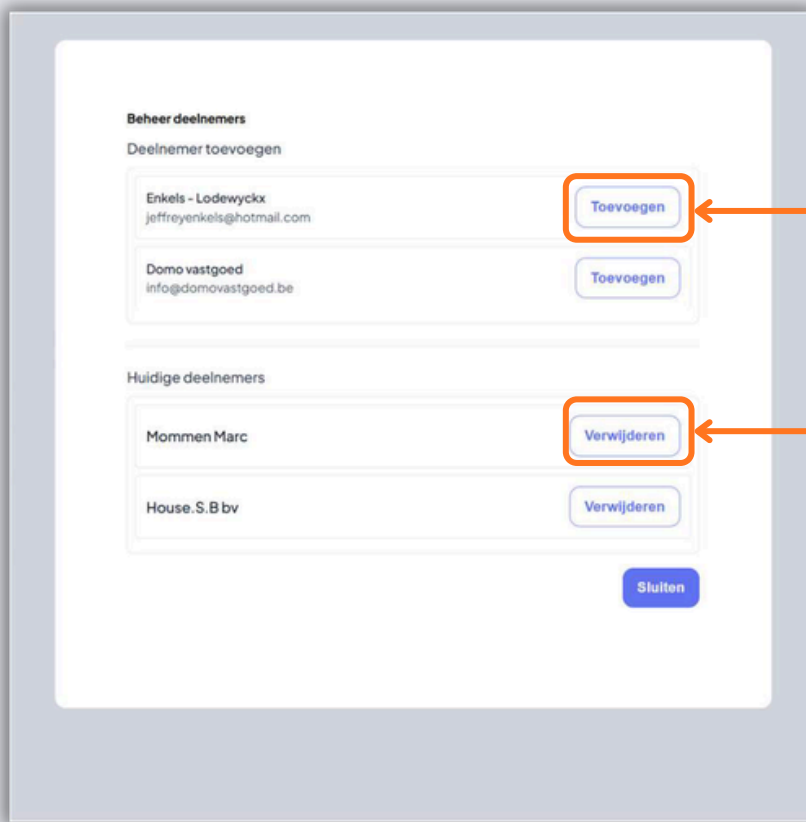 Beheer deelnemers
Deelnemer toevoegen
Enkels - Lodewyckx
jeffreyenkels@hotmail.com
Toevoegen
Domo vastgoed
info@domovastgoed.be
Toevoegen
Huidige deelnemers
Mommen Marc
Verwijderen
House.S.B bv
Verwijderen
Sluiten